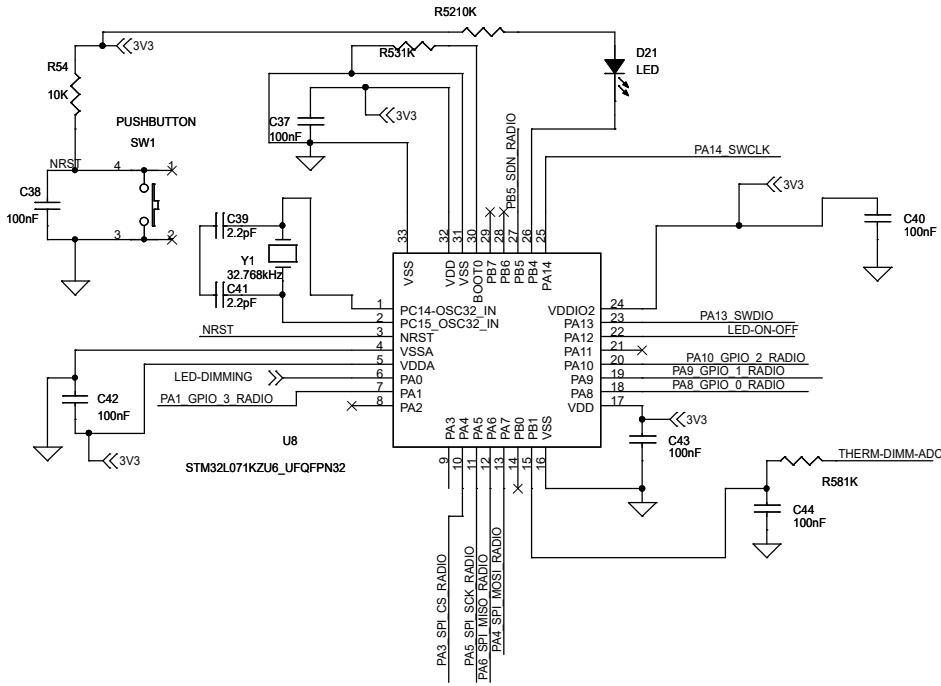 R5210K
3V3
R531K
D21
LED
R54
10K
C37
100nF
3V3
PUSHBUTTON
SW1
PB5_SDN_RADIO
PA14_SWCLK
NRST
4
1
3V3
C38
100nF
3
2
C39
2.2pF
Y1
32.768kHz
C41
2.2pF
C40
100nF
33
32
31
30
29
28
27
26
25
VSS
VDD
VSS
BOOT0
PB7
PB6
PB5
PB4
PA14
1 PC14-OSC32_IN
2 PC15_OSC32_IN
NRST 3 NRST
4 VSSA
5 VDDA
LED-DIMMING 6 PA0
PA1_GPIO_3_RADIO 7 PA1
8 PA2
VDDIO2 24
PA13 23 PA13_SWDIO
PA12 22 LED-ON-OFF
PA11 21
PA10 20 PA10_GPIO_2_RADIO
PA9 19 PA9_GPIO_1_RADIO
PA8 18 PA8_GPIO_0_RADIO
VDD 17
C42
100nF
3V3
3V3
C43
100nF
PA3
PA4
PA5
PA6
PA7
PB0
PB1
VSS
9
10
11
12
13
14
15
16
U8
STM32L071KZU6_UFQFPN32
THERM-DIMM-ADC
R581K
C44
100nF
PA3_SPI_CS_RADIO
PA5_SPI_SCK_RADIO
PA6_SPI_MISO_RADIO
PA4_SPI_MOSI_RADIO